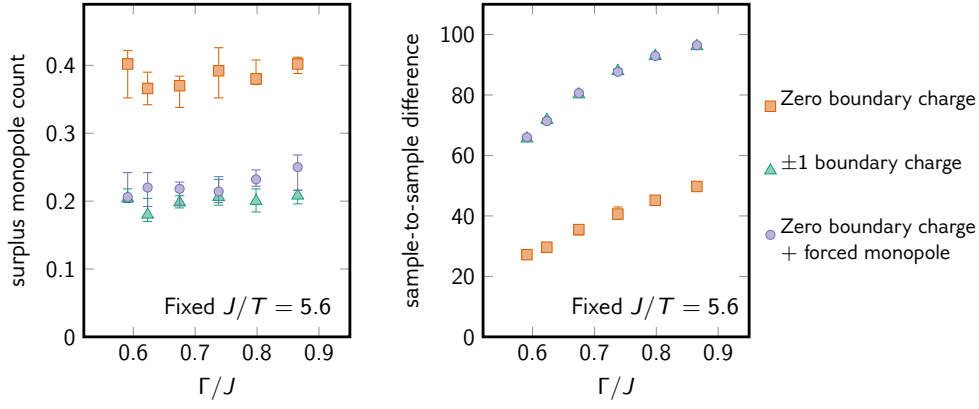 surplus monopole count
0.4
0.3
0.2
0.1
0
Fixed J/T = 5.6
0.6
0.7
0.8
0.9
Γ/J
sample-to-sample difference
100
80
60
40
20
0
Fixed J/T = 5.6
0.6
0.7
0.8
0.9
Γ/J
Zero boundary charge
±1 boundary charge
Zero boundary charge
+ forced monopole